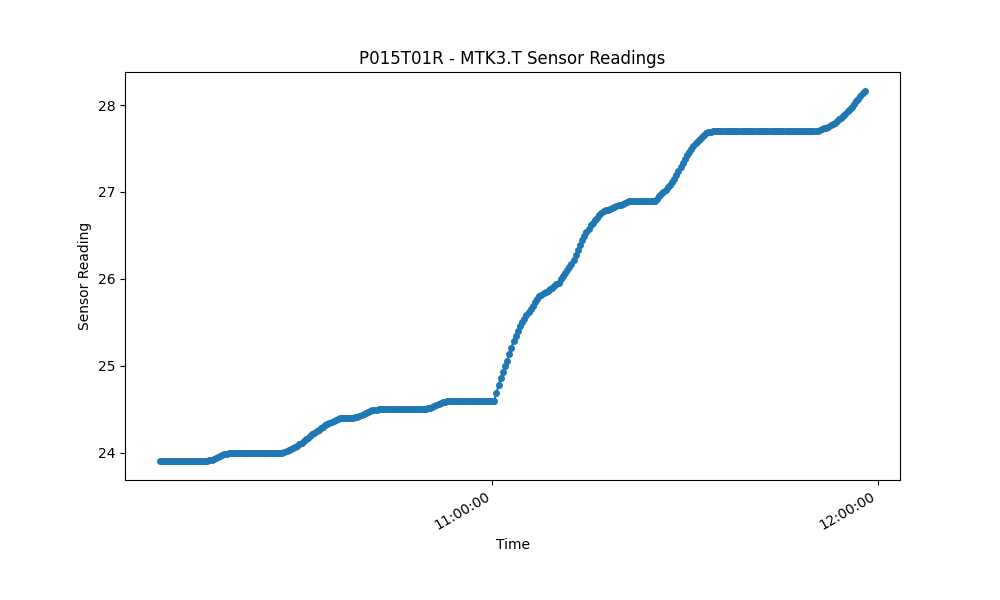 P015T01R - MTK3.T Sensor Readings
28
27
26
25
24
Sensor Reading
11:00:00
12:00:00
Time